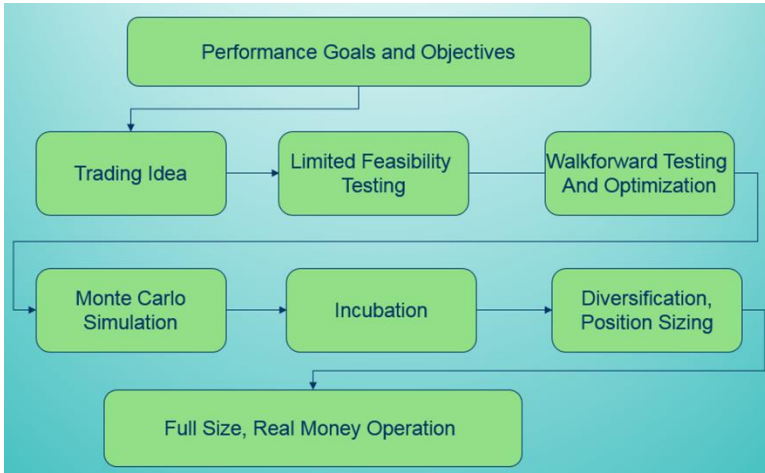 Performance Goals and Objectives
Trading Idea
Limited Feasibility
Testing
Walkforward Testing
And Optimization
Monte Carlo
Simulation
Incubation
Diversification,
Position Sizing
Full Size, Real Money Operation